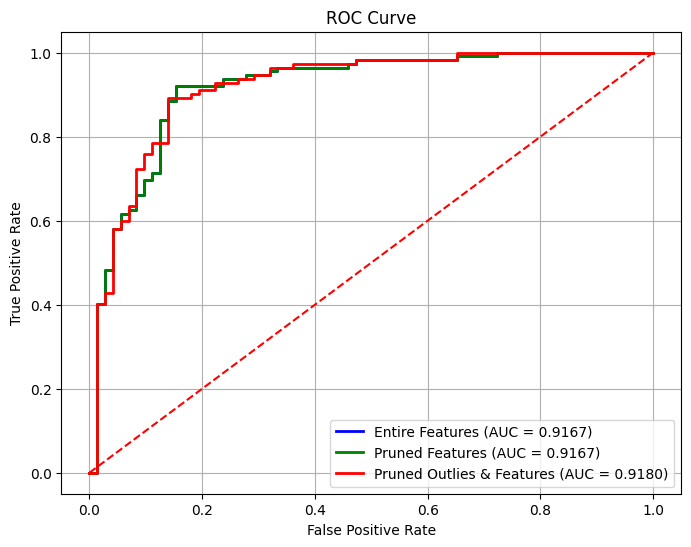 ROC Curve
True Positive Rate
1.0
0.8
0.6
0.4
0.2
0.0
Entire Features (AUC = 0.9167)
Pruned Features (AUC = 0.9167)
Pruned Outlies & Features (AUC = 0.9180)
0.0 0.2 0.4 0.6 0.8 1.0
False Positive Rate